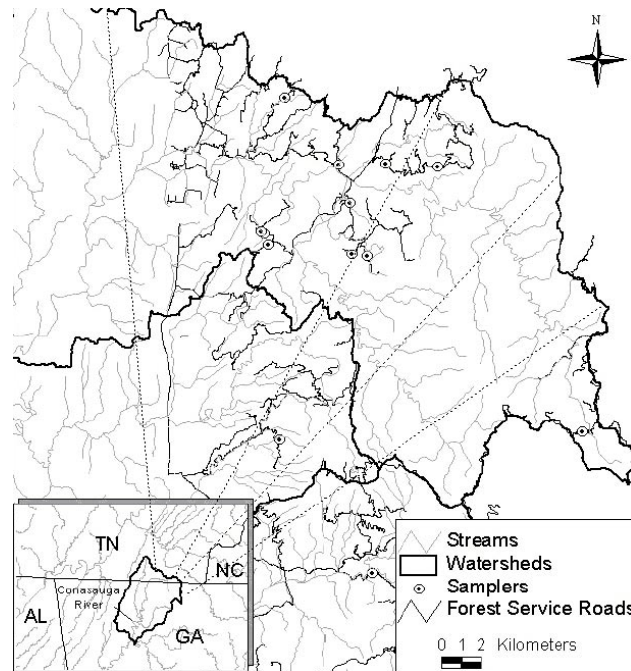 N
TN
NC
Conasauga
River
AL
GA
Streams
Watersheds
Samplers
Forest Service Roads
0 1 2 Kilometers